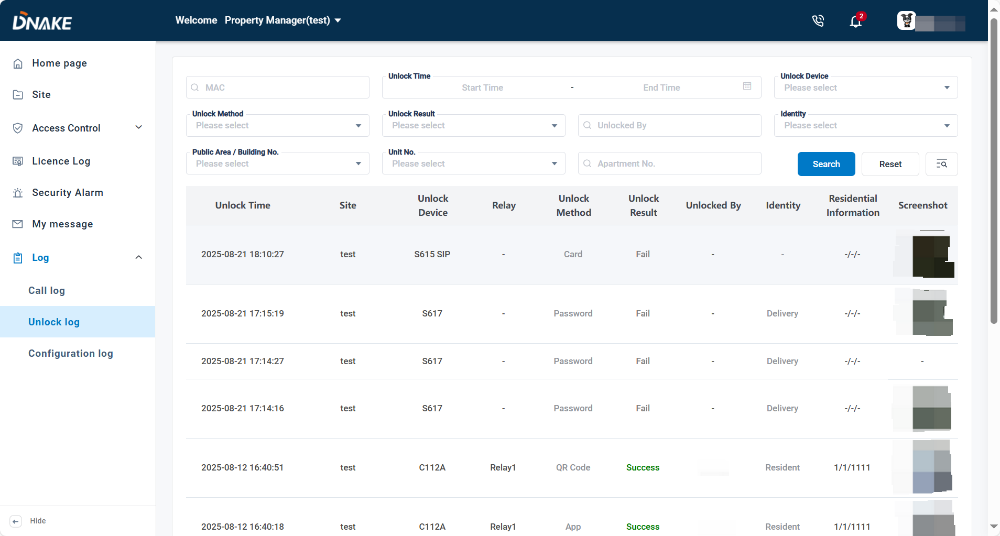 DNAKE
Welcome Property Manager(test)
2
Home page
Site
Access Control
Licence Log
Security Alarm
My message
Log
Call log
Unlock log
Configuration log
Hide
MAC
Unlock Time
Start Time - End Time
Unlock Device
Please select
Unlock Method
Please select
Unlock Result
Please select
Unlocked By
Identity
Please select
Public Area / Building No.
Please select
Unit No.
Please select
Apartment No.
Search
Reset
Unlock Time Site Unlock Device Relay Unlock Method Unlock Result Unlocked By Identity Residential Information Screenshot
2025-08-21 18:10:27 test S615 SIP - Card Fail - - -/-/-
2025-08-21 17:15:19 test S617 - Password Fail - Delivery -/-/-
2025-08-21 17:14:27 test S617 - Password Fail - Delivery -/-/- -
2025-08-21 17:14:16 test S617 - Password Fail - Delivery -/-/-
2025-08-12 16:40:51 test C112A Relay1 QR Code Success Resident 1/1/1111
2025-08-12 16:40:18 test C112A Relay1 App Success Resident 1/1/1111